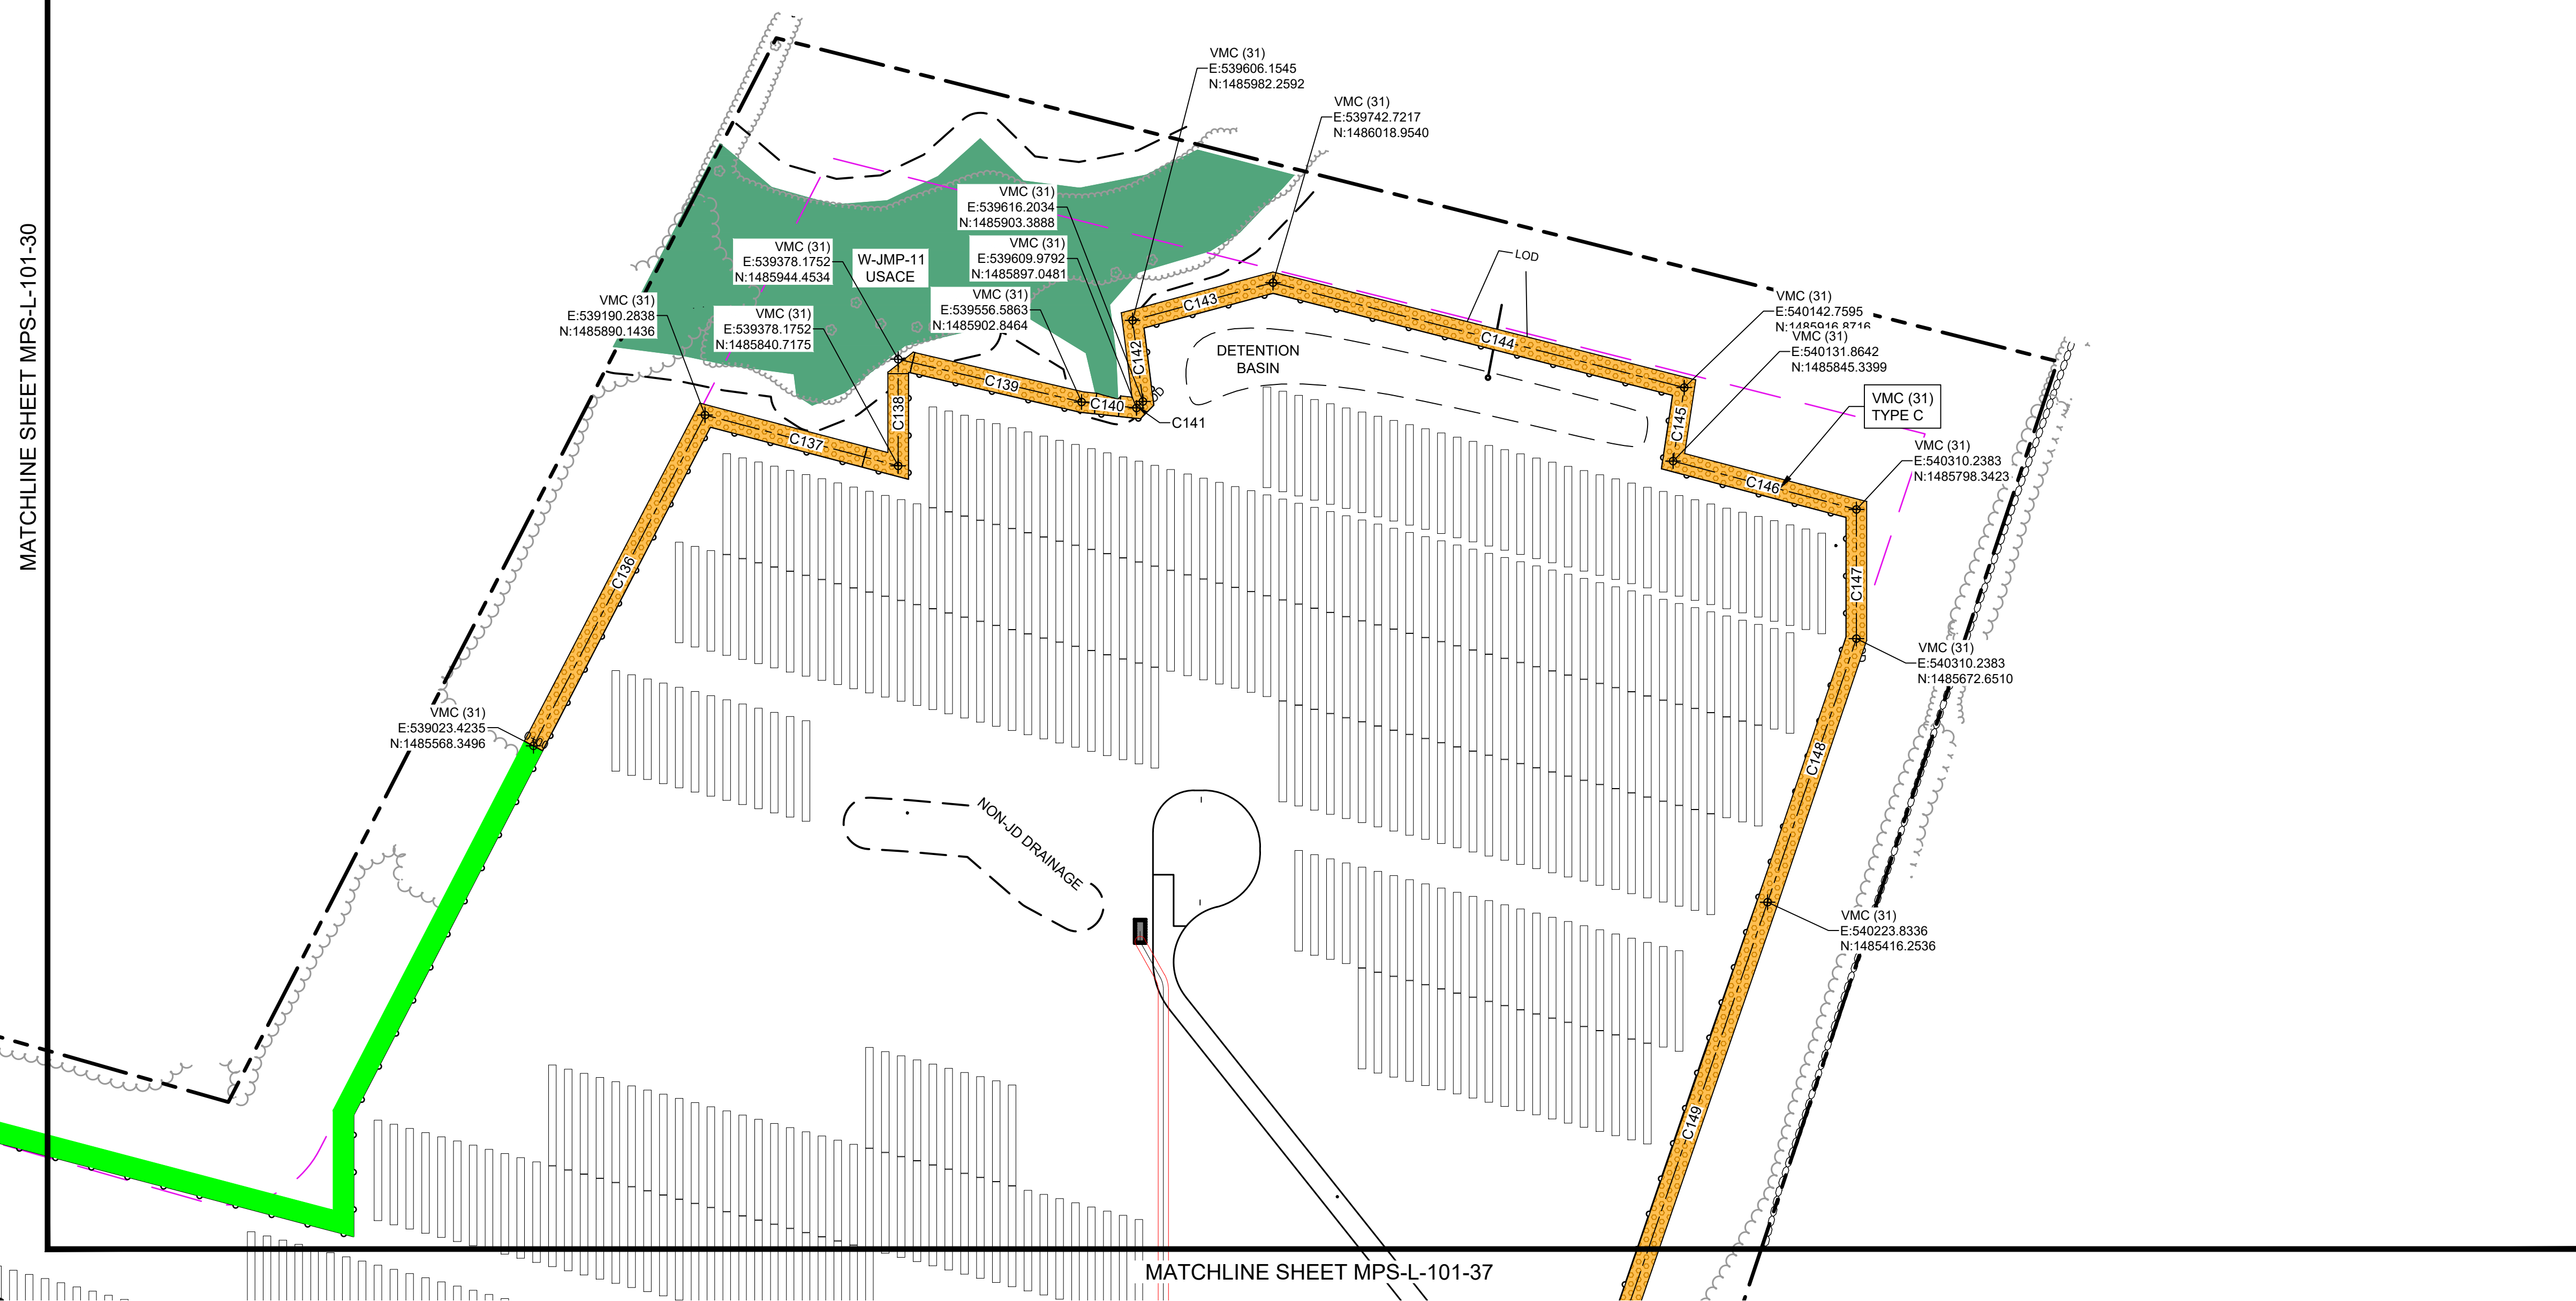 VMC (31)
E:539606.1545
N:1485982.2592
VMC (31)
E:539742.7217
N:1486018.9540
VMC (31)
E:539616.2034
N:1485903.3888
VMC (31)
E:539609.9792
N:1485897.0481
VMC (31)
E:539378.1752
N:1485944.4534
W-JMP-11
USACE
VMC (31)
E:539556.5863
N:1485902.8464
VMC (31)
E:539190.2838
N:1485890.1436
VMC (31)
E:539378.1752
N:1485840.7175
LOD
VMC (31)
E:540142.7595
N:1485916.8716
VMC (31)
E:540131.8642
N:1485845.3399
VMC (31)
TYPE C
VMC (31)
E:540310.2383
N:1485798.3423
DETENTION
BASIN
C136
C137
C138
C139
C140
C141
C142
C143
C144
C145
C146
C147
C148
C149
VMC (31)
E:540310.2383
N:1485672.6510
VMC (31)
E:539023.4235
N:1485568.3496
NON-JD DRAINAGE
VMC (31)
E:540223.8336
N:1485416.2536
MATCHLINE SHEET MPS-L-101-30
MATCHLINE SHEET MPS-L-101-37